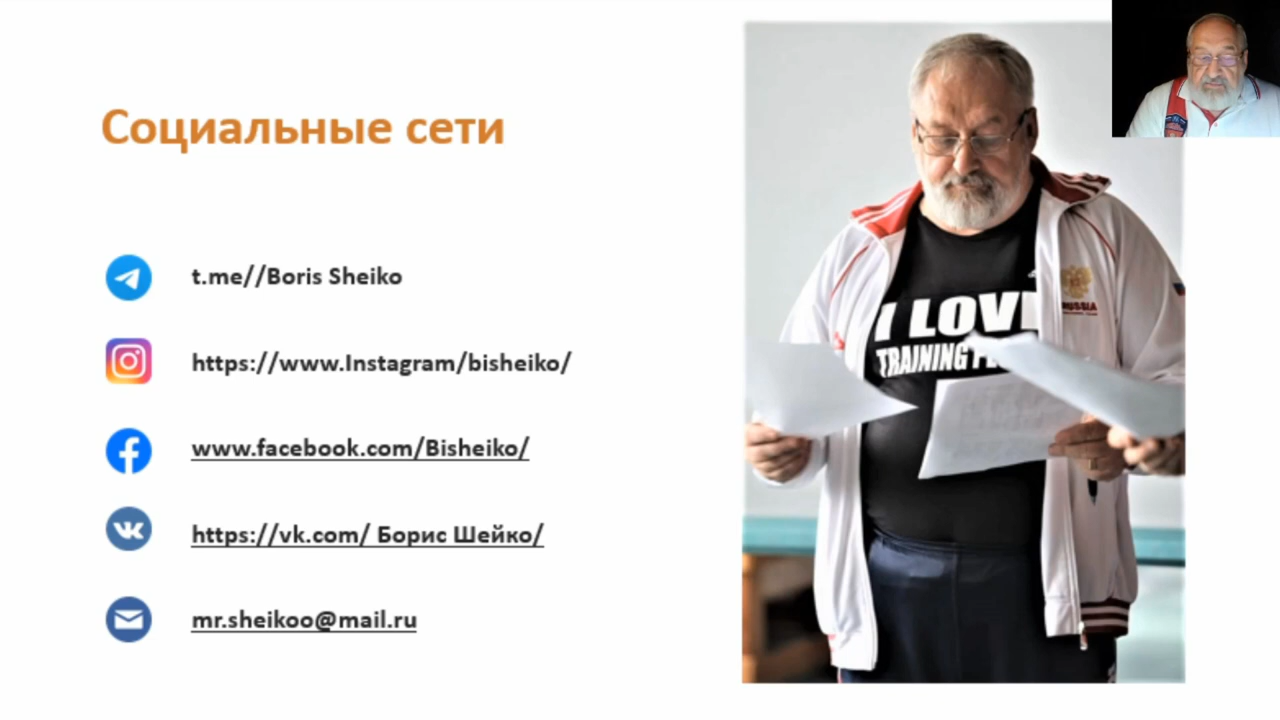 Социальные сети
t.me//Boris Sheiko
https://www.Instagram/bisheiko/
www.facebook.com/Bisheiko/
https://vk.com/ Борис Шейко/
mr.sheikoo@mail.ru
I LOVE
TRAINING
RUSSIA